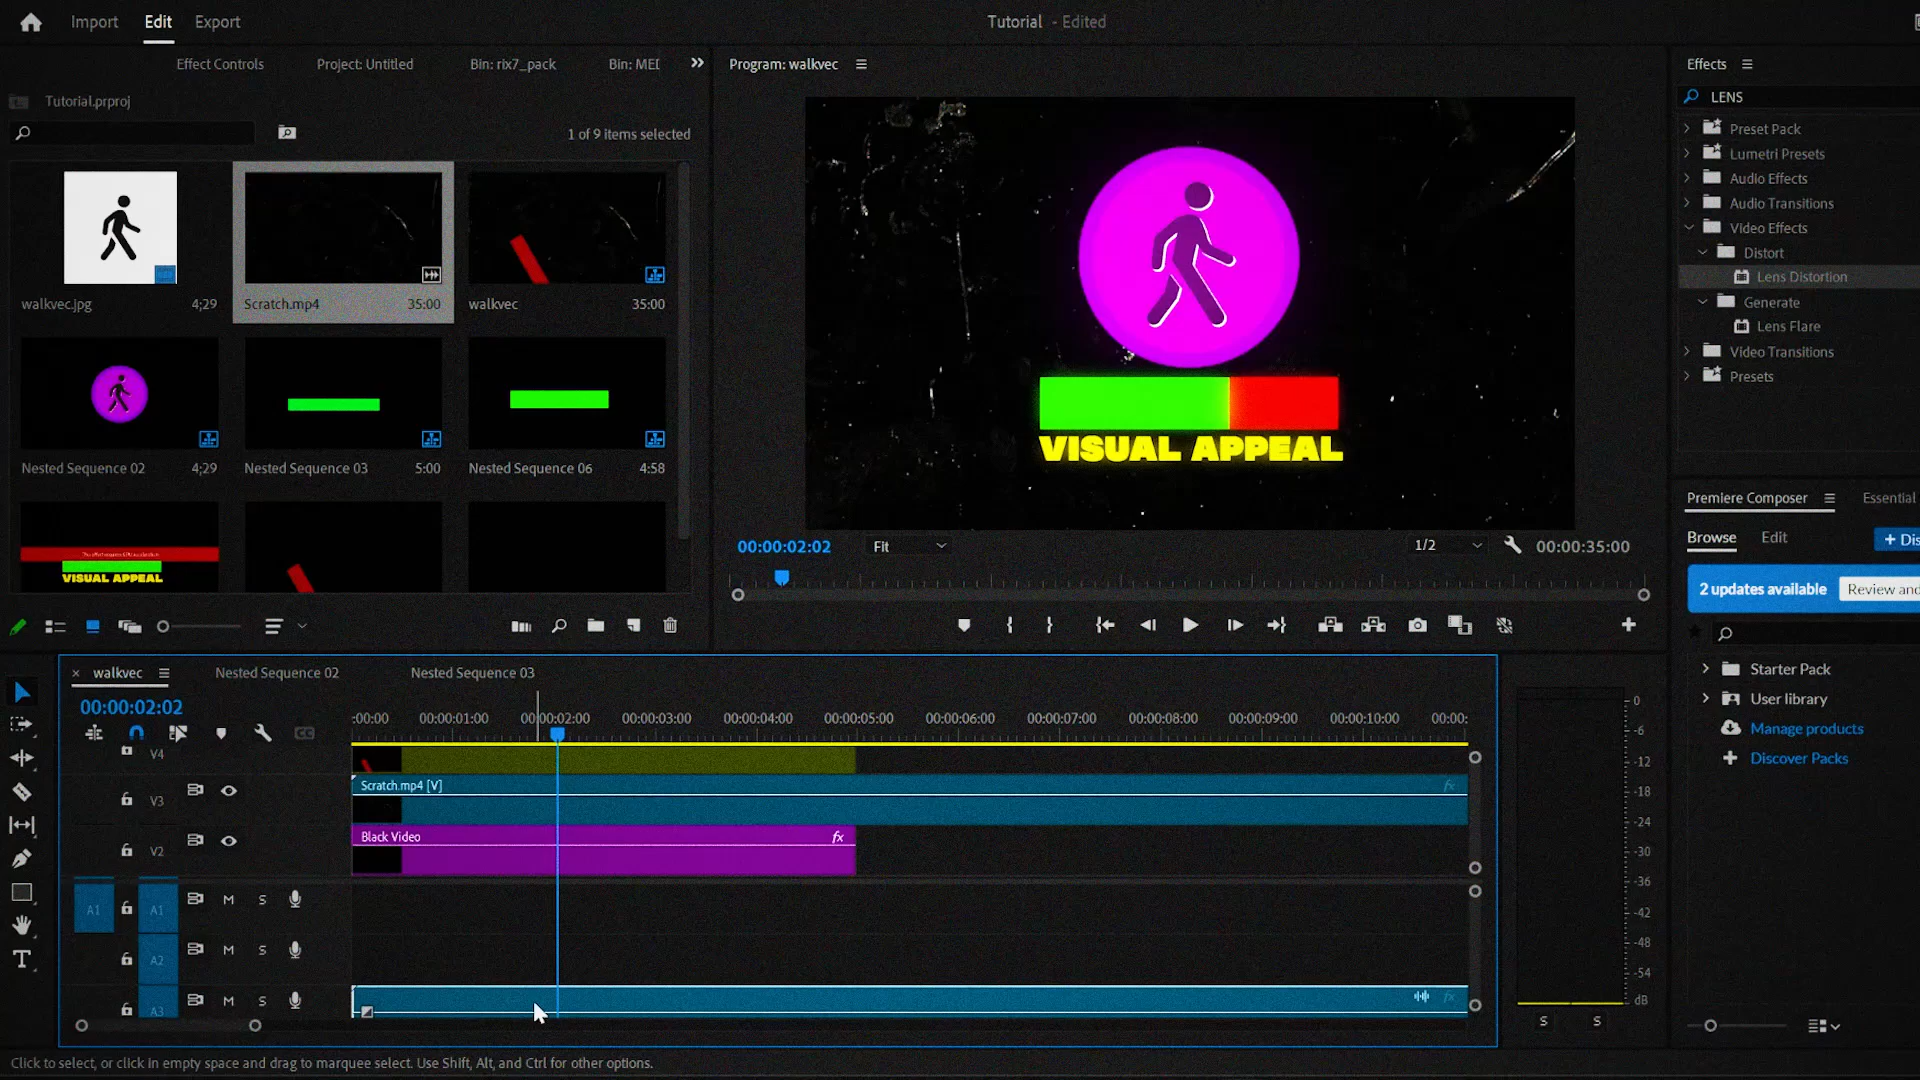 Import Edit Export
Tutorial - Edited
Effect Controls Project: Untitled Bin: rix7_pack Bin: MEI
Program: walkvec
Effects
Tutorial.prproj
1 of 9 items selected
walkvec.jpg 4;29
Scratch.mp4 35:00
walkvec 35:00
Nested Sequence 02 4;29
Nested Sequence 03 5:00
Nested Sequence 06 4:58
VISUAL APPEAL
VISUAL APPEAL
00:00:02:02 Fit 1/2 00:00:35:00
LENS
Preset Pack
Lumetri Presets
Audio Effects
Audio Transitions
Video Effects
Distort
Lens Distortion
Generate
Lens Flare
Video Transitions
Presets
Premiere Composer Essential
Browse Edit + Dis
2 updates available Review and
Starter Pack
User library
Manage products
Discover Packs
walkvec Nested Sequence 02 Nested Sequence 03
00:00:02:02
:00:00 00:00:01:00 00:00:02:00 00:00:03:00 00:00:04:00 00:00:05:00 00:00:06:00 00:00:07:00 00:00:08:00 00:00:09:00 00:00:10:00 00:00:
V4
Scratch.mp4 [V] fx
V3
Black Video fx
V2
A1 A1 M S
A2 M S
A3 M S fx
0
-6
-12
-18
-24
-30
-36
-42
-48
-54
dB
S S
Click to select, or click in empty space and drag to marquee select. Use Shift, Alt, and Ctrl for other options.